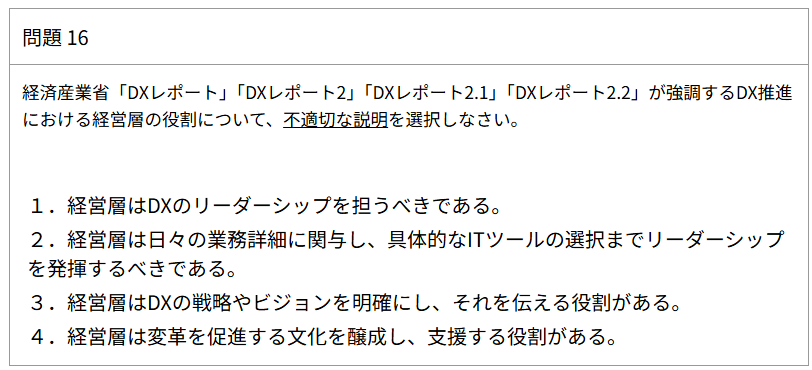 問題 16
経済産業省「DXレポート」「DXレポート2」「DXレポート2.1」「DXレポート2.2」が強調するDX推進
における経営層の役割について、不適切な説明を選択しなさい。
１．経営層はDXのリーダーシップを担うべきである。
２．経営層は日々の業務詳細に関与し、具体的なITツールの選択までリーダーシップ
を発揮するべきである。
３．経営層はDXの戦略やビジョンを明確にし、それを伝える役割がある。
４．経営層は変革を促進する文化を醸成し、支援する役割がある。